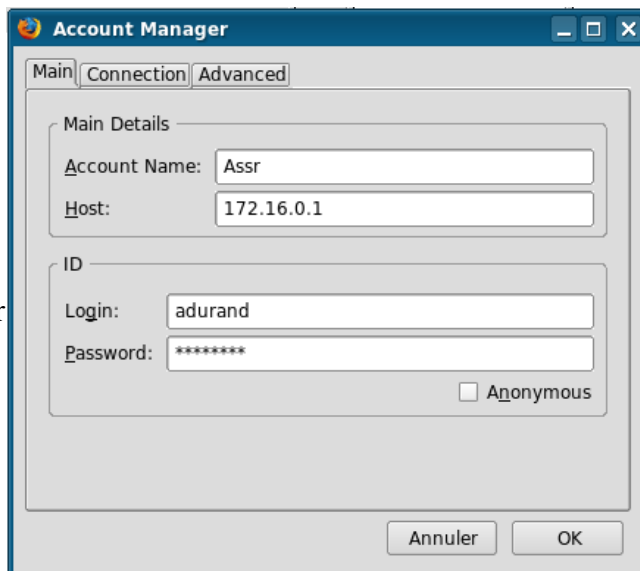 Account Manager
Main Connection Advanced
Main Details
Account Name: Assr
Host: 172.16.0.1
ID
r
Login: adurand
Password: ********
Anonymous
Annuler OK